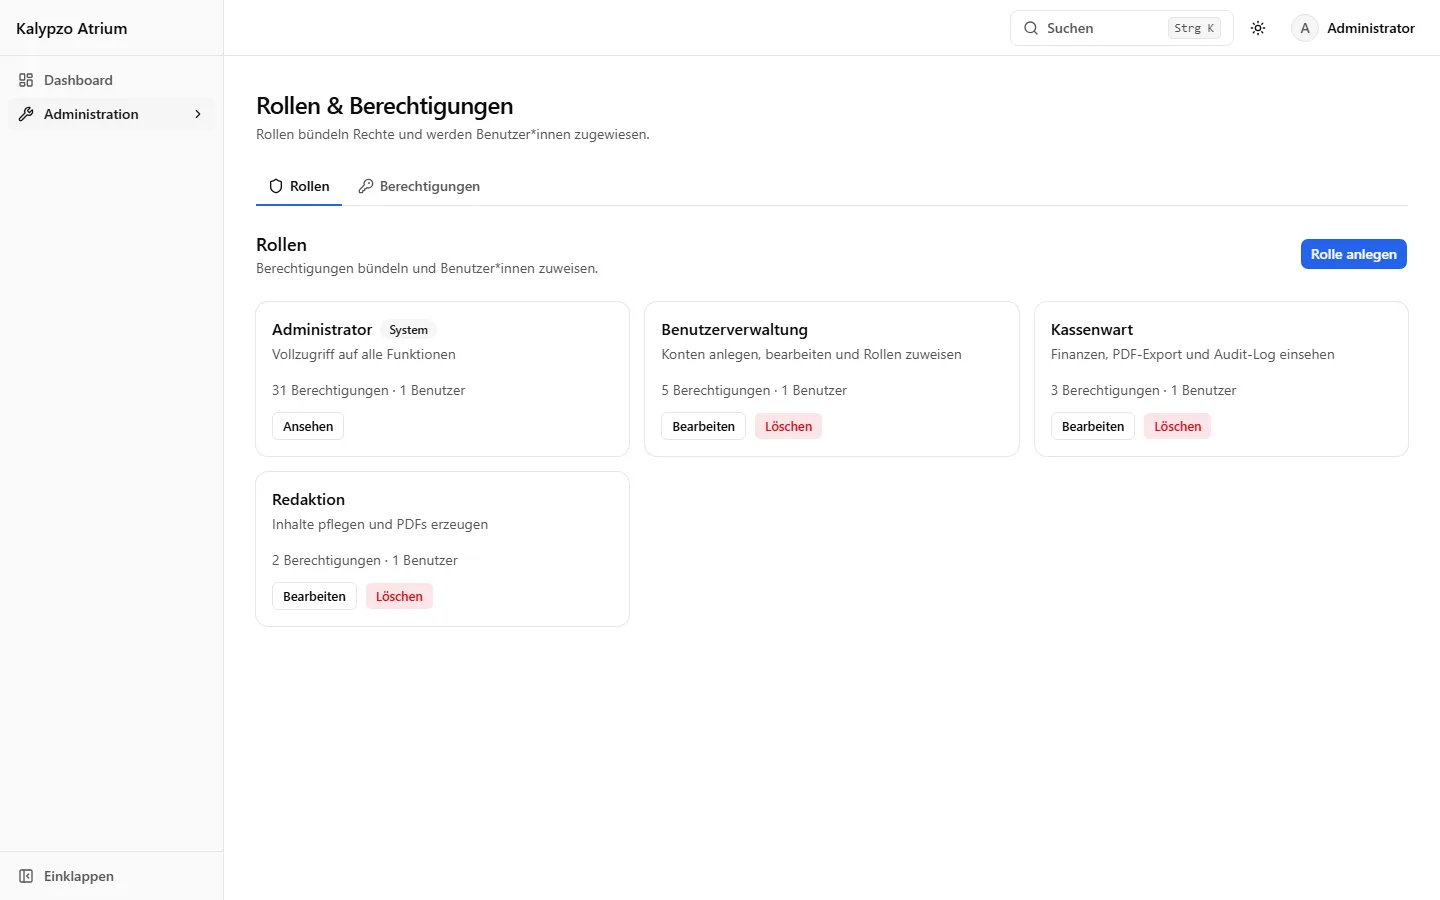 Kalypzo Atrium
Suchen
Strg K
A
Administrator
Dashboard
Administration
Rollen & Berechtigungen
Rollen bündeln Rechte und werden Benutzer*innen zugewiesen.
Rollen
Berechtigungen
Rollen
Berechtigungen bündeln und Benutzer*innen zuweisen.
Rolle anlegen
Administrator System
Vollzugriff auf alle Funktionen
31 Berechtigungen · 1 Benutzer
Ansehen
Benutzerverwaltung
Konten anlegen, bearbeiten und Rollen zuweisen
5 Berechtigungen · 1 Benutzer
Bearbeiten Löschen
Kassenwart
Finanzen, PDF-Export und Audit-Log einsehen
3 Berechtigungen · 1 Benutzer
Bearbeiten Löschen
Redaktion
Inhalte pflegen und PDFs erzeugen
2 Berechtigungen · 1 Benutzer
Bearbeiten Löschen
Einklappen